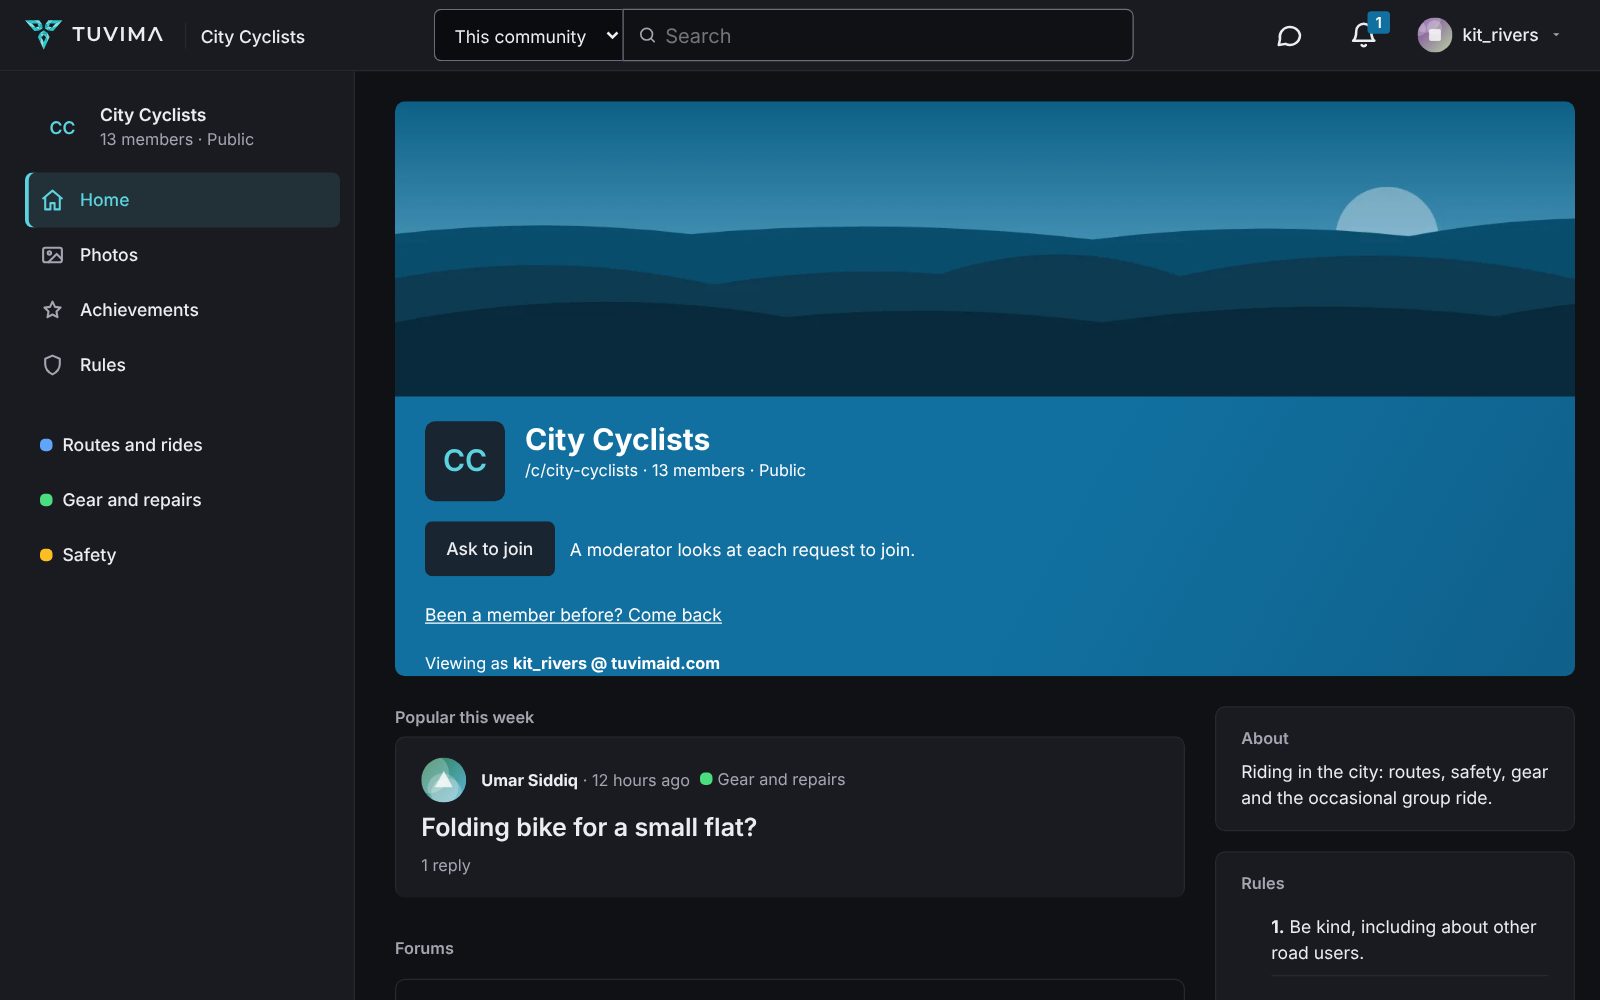 TUVIMA
City Cyclists
This community
Search
1
kit_rivers
CC
City Cyclists
13 members · Public
Home
Photos
Achievements
Rules
Routes and rides
Gear and repairs
Safety
CC
City Cyclists
/c/city-cyclists · 13 members · Public
Ask to join
A moderator looks at each request to join.
Been a member before? Come back
Viewing as kit_rivers @ tuvimaid.com
Popular this week
Umar Siddiq · 12 hours ago Gear and repairs
Folding bike for a small flat?
1 reply
Forums
About
Riding in the city: routes, safety, gear
and the occasional group ride.
Rules
1. Be kind, including about other
road users.